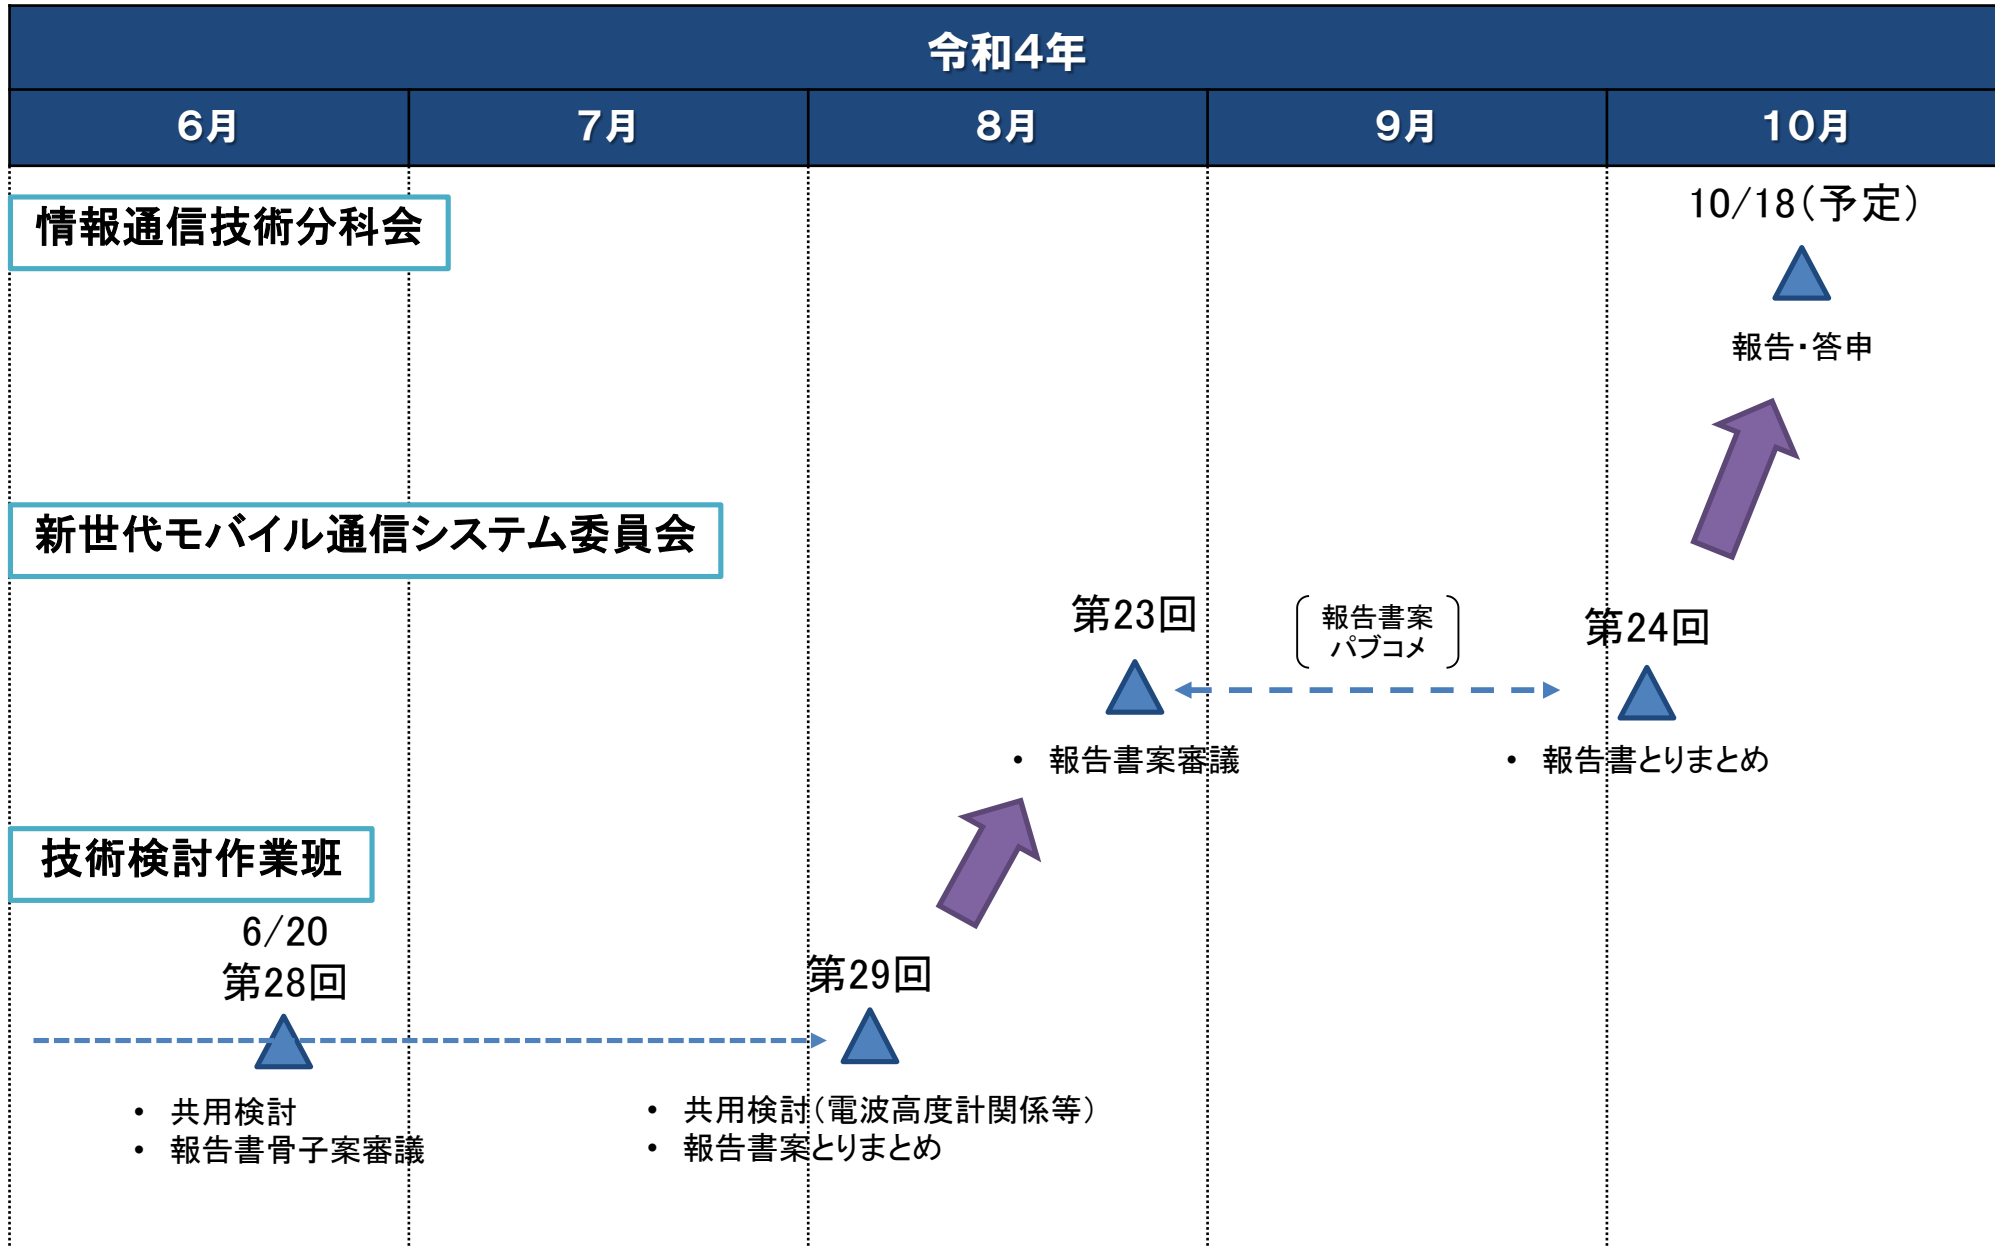 令和4年
6月
7月
8月
9月
10月
情報通信技術分科会
10/18(予定)
報告・答申
新世代モバイル通信システム委員会
第23回
報告書案
パブコメ
第24回
• 報告書案審議
• 報告書とりまとめ
技術検討作業班
6/20
第28回
第29回
• 共用検討
• 報告書骨子案審議
• 共用検討(電波高度計関係等)
• 報告書案とりまとめ